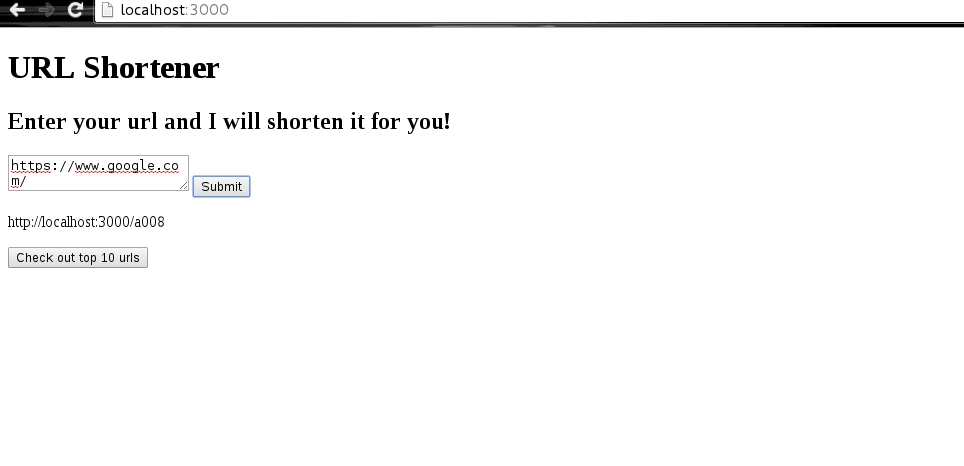 localhost:3000
URL Shortener
Enter your url and I will shorten it for you!
https://www.google.co
m/
Submit
http://localhost:3000/a008
Check out top 10 urls